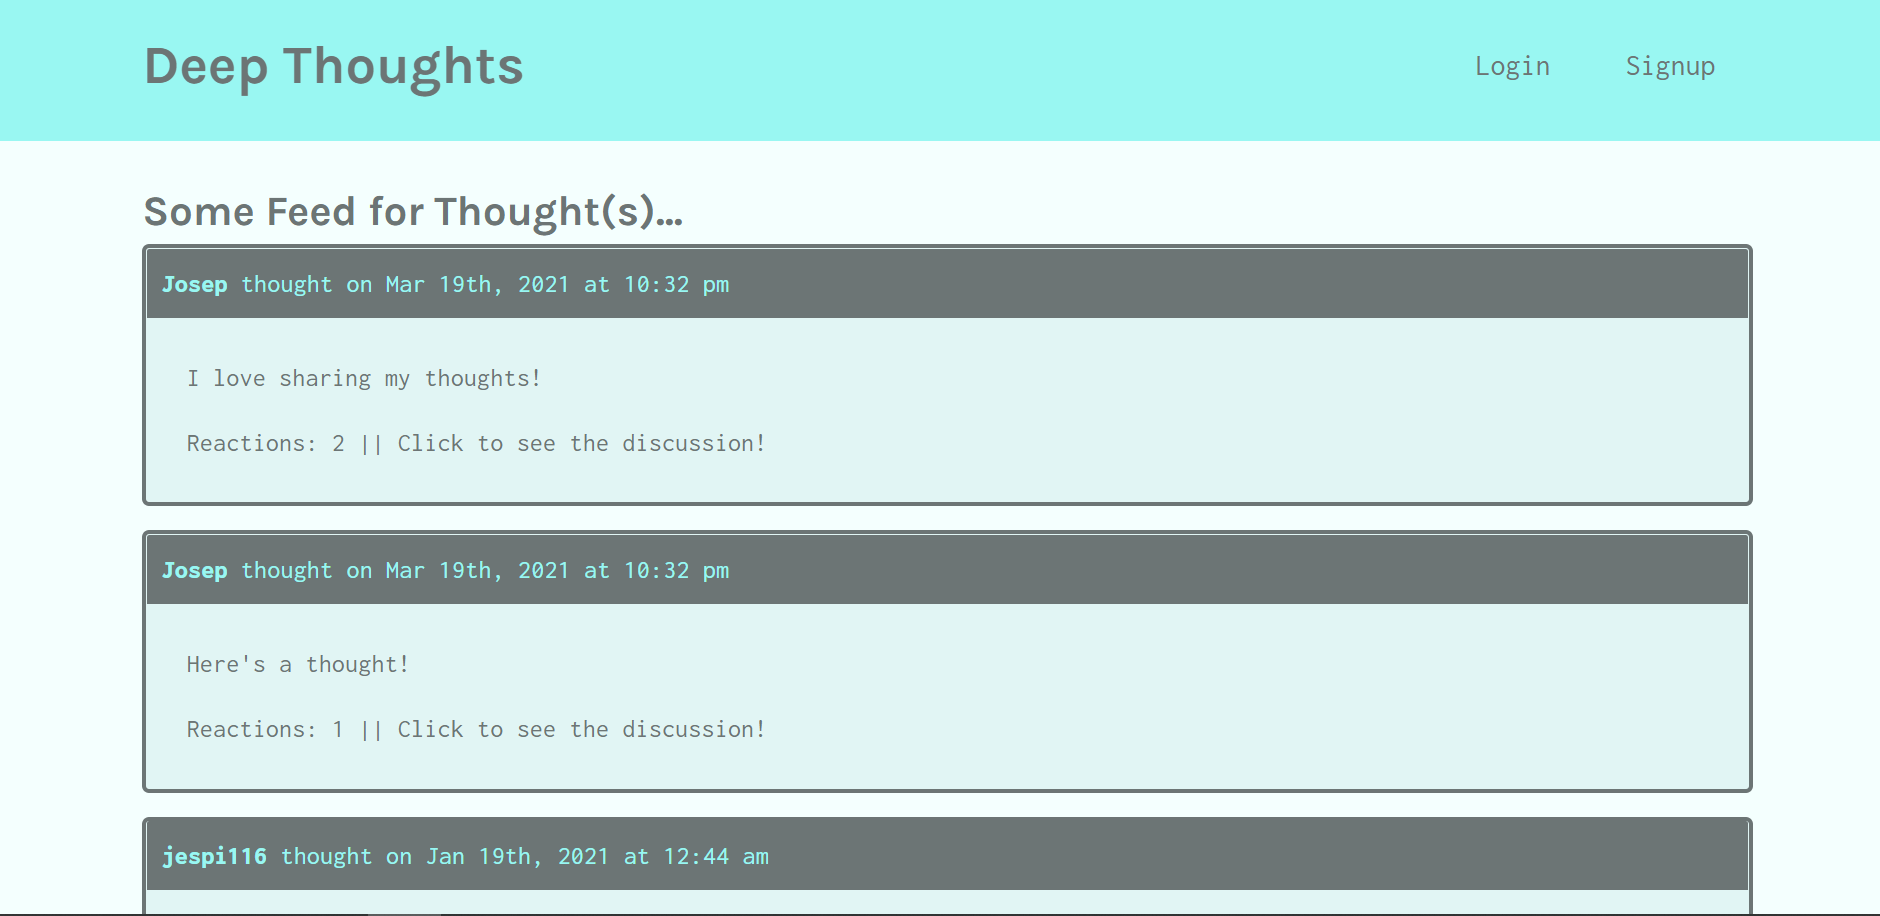 Deep Thoughts
Login
Signup
Some Feed for Thought(s)...
Josep thought on Mar 19th, 2021 at 10:32 pm
I love sharing my thoughts!
Reactions: 2 || Click to see the discussion!
Josep thought on Mar 19th, 2021 at 10:32 pm
Here's a thought!
Reactions: 1 || Click to see the discussion!
jespi116 thought on Jan 19th, 2021 at 12:44 am